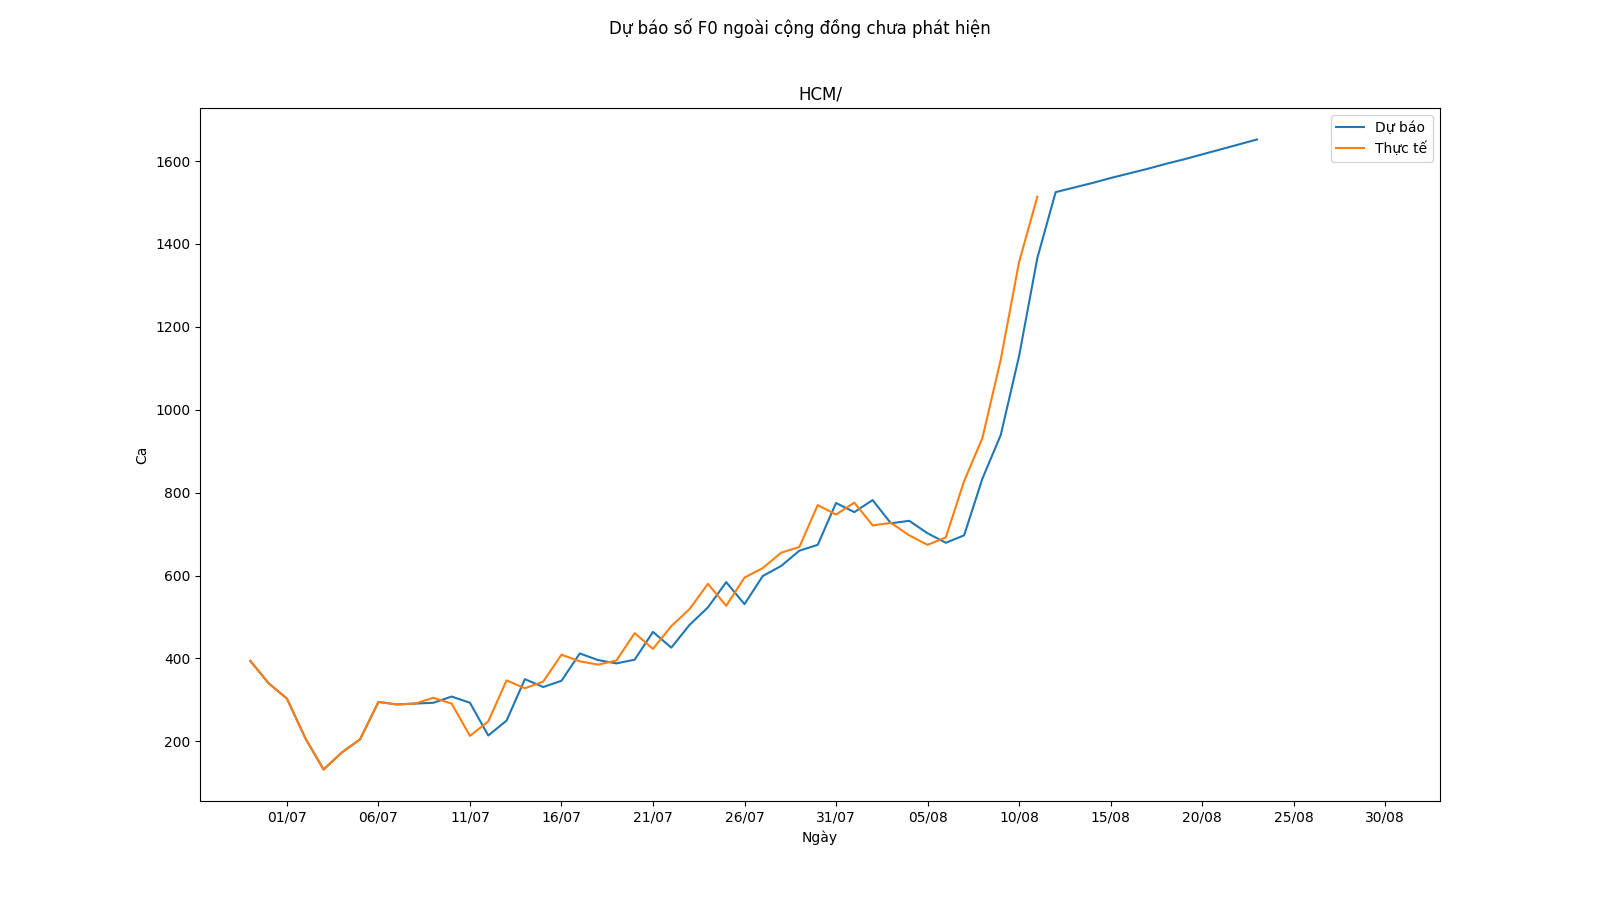 Dự báo số F0 ngoài cộng đồng chưa phát hiện
HCM/
Dự báo
Thực tế
1600
1400
1200
1000
800
600
400
200
Ca
01/07 06/07 11/07 16/07 21/07 26/07 31/07 05/08 10/08 15/08 20/08 25/08 30/08
Ngày